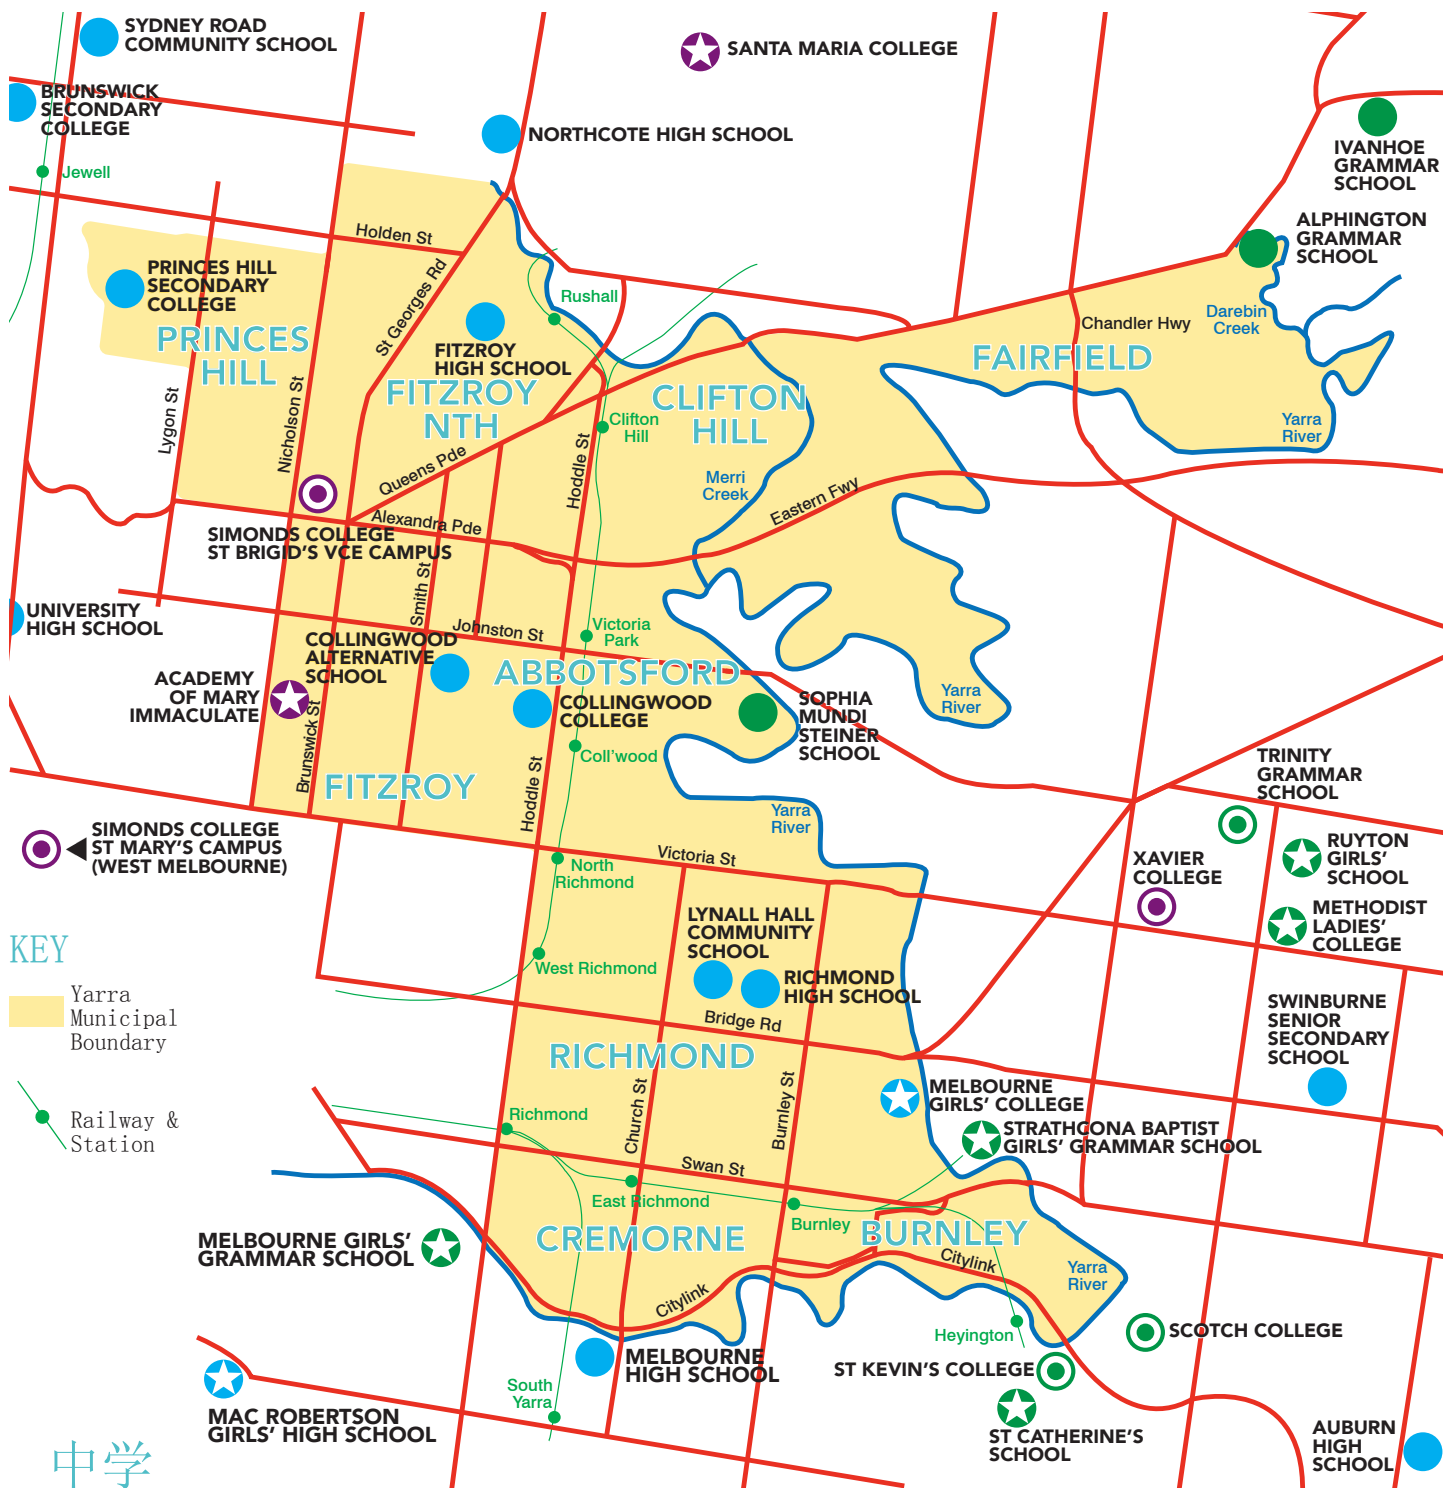 SYDNEY ROAD
COMMUNITY SCHOOL
SANTA MARIA COLLEGE
BRUNSWICK
SECONDARY
COLLEGE
NORTHCOTE HIGH SCHOOL
IVANHOE
GRAMMAR
SCHOOL
Jewell
ALPHINGTON
GRAMMAR
SCHOOL
Holden St
PRINCES HILL
SECONDARY
COLLEGE
St Georges Rd
Rushall
Darebin
Creek
Chandler Hwy
PRINCES
HILL
FITZROY
HIGH SCHOOL
FAIRFIELD
FITZROY
NTH
CLIFTON
HILL
Lygon St
Nicholson St
Clifton
Hill
Yarra
River
Queens Pde
Hoddle St
Merri
Creek
Eastern Fwy
Alexandra Pde
SIMONDS COLLEGE
ST BRIGID'S VCE CAMPUS
Smith St
UNIVERSITY
HIGH SCHOOL
Johnston St
Victoria
Park
COLLINGWOOD
ALTERNATIVE
SCHOOL
ABBOTSFORD
ACADEMY
OF MARY
IMMACULATE
COLLINGWOOD
COLLEGE
SOPHIA
MUNDI
STEINER
SCHOOL
Yarra
River
Brunswick St
Coll'wood
FITZROY
Hoddle St
TRINITY
GRAMMAR
SCHOOL
Yarra
River
SIMONDS COLLEGE
ST MARY'S CAMPUS
(WEST MELBOURNE)
Victoria St
North
Richmond
XAVIER
COLLEGE
RUYTON
GIRLS'
SCHOOL
METHODIST
LADIES'
COLLEGE
LYNALL HALL
COMMUNITY
SCHOOL
KEY
West Richmond
RICHMOND
HIGH SCHOOL
Yarra
Municipal
Boundary
Bridge Rd
SWINBURNE
SENIOR
SECONDARY
SCHOOL
RICHMOND
Church St
Burnley St
MELBOURNE
GIRLS' COLLEGE
Railway &
Station
Richmond
STRATHCONA BAPTIST
GIRLS' GRAMMAR SCHOOL
Swan St
East Richmond
Burnley
MELBOURNE GIRLS'
GRAMMAR SCHOOL
CREMORNE
BURNLEY
Citylink
Yarra
River
Citylink
Heyington
SCOTCH COLLEGE
MELBOURNE
HIGH SCHOOL
ST KEVIN'S COLLEGE
South
Yarra
MAC ROBERTSON
GIRLS' HIGH SCHOOL
ST CATHERINE'S
SCHOOL
AUBURN
HIGH
SCHOOL
中学